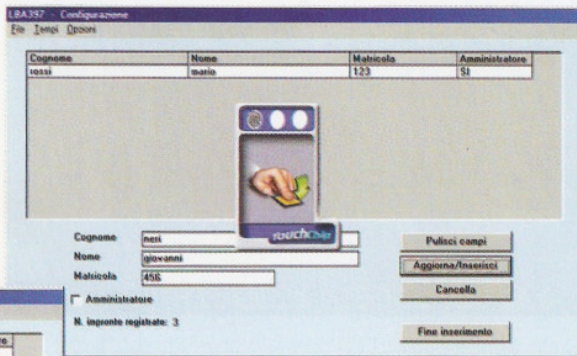 LBA397 - Configurazione
File Tempi Opzioni
Cognome Nome Matricola Amministratore
rossi mario 123 SI
Cognome neri
Nome giovanni
Matricola 456
Amministratore
N. impronte registrate: 3
Pulisci campi
Aggiorna/Inserisci
Cancella
Fine inserimento